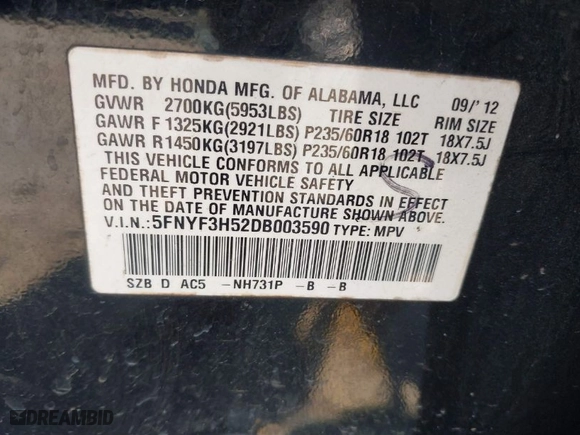 MFD. BY HONDA MFG. OF ALABAMA, LLC 09/'12
GVWR 2700KG(5953LBS) TIRE SIZE RIM SIZE
GAWR F 1325KG(2921LBS) P235/60R18 102T 18X7.5J
GAWR R 1450KG(3197LBS) P235/60R18 102T 18X7.5J
THIS VEHICLE CONFORMS TO ALL APPLICABLE
FEDERAL MOTOR VEHICLE SAFETY
AND THEFT PREVENTION STANDARDS IN EFFECT
ON THE DATE OF MANUFACTURE SHOWN ABOVE.
V.I.N.:5FNYF3H52DB003590 TYPE: MPV
SZB D AC5 -NH731P -B -B
DREAMBID